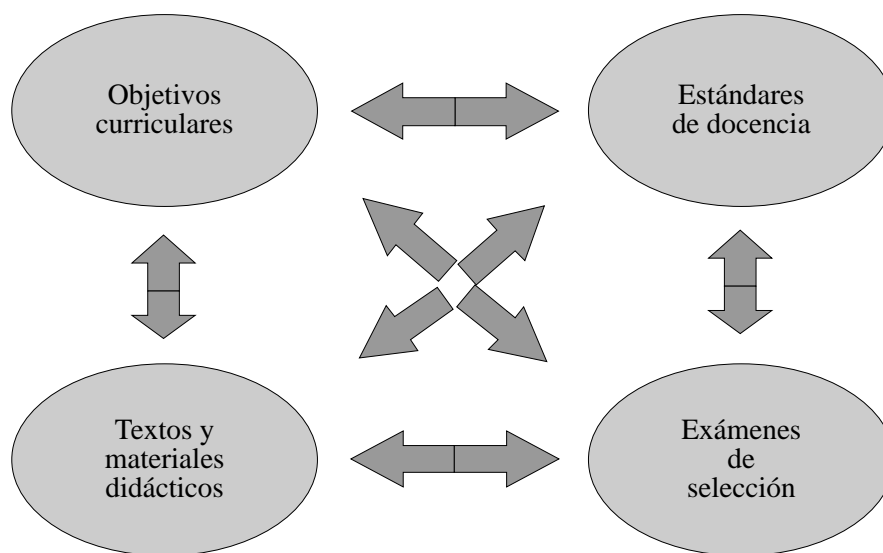 Objetivos
curriculares
Estándares
de docencia
Textos y
materiales
didácticos
Exámenes
de
selección